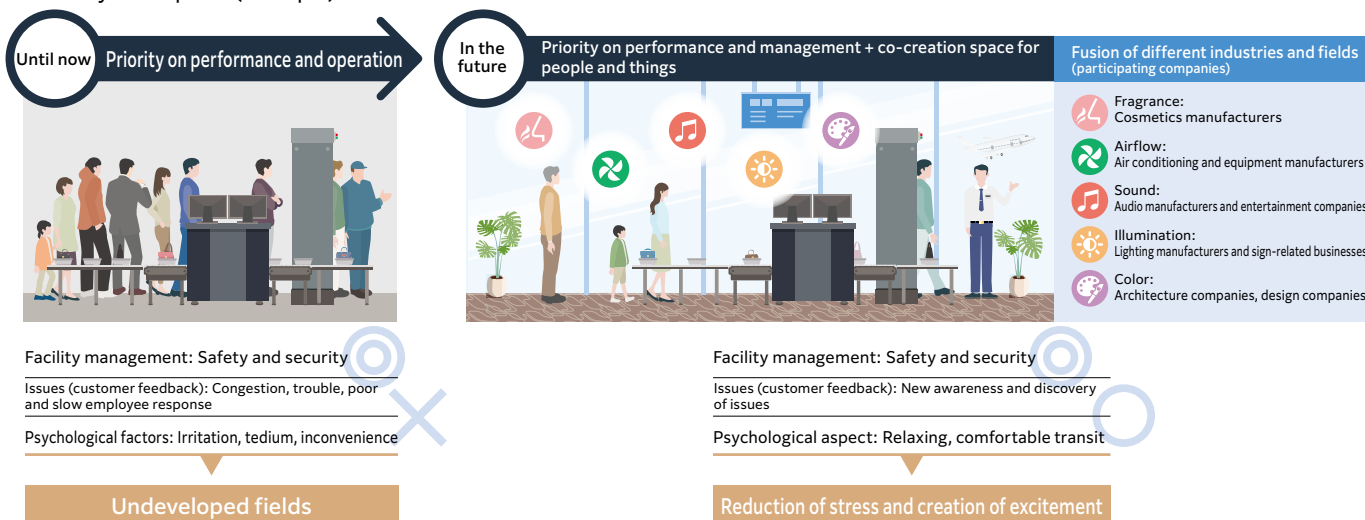 Until now
Priority on performance and operation
In the
future
Priority on performance and management + co-creation space for
people and things
Fusion of different industries and fields
(participating companies)
Fragrance:
Cosmetics manufacturers
Airflow:
Air conditioning and equipment manufacturers
Sound:
Audio manufacturers and entertainment companies
Illumination:
Lighting manufacturers and sign-related businesses
Color:
Architecture companies, design companies
Facility management: Safety and security
Issues (customer feedback): Congestion, trouble, poor
and slow employee response
Psychological factors: Irritation, tedium, inconvenience
Undeveloped fields
Facility management: Safety and security
Issues (customer feedback): New awareness and discovery
of issues
Psychological aspect: Relaxing, comfortable transit
Reduction of stress and creation of excitement